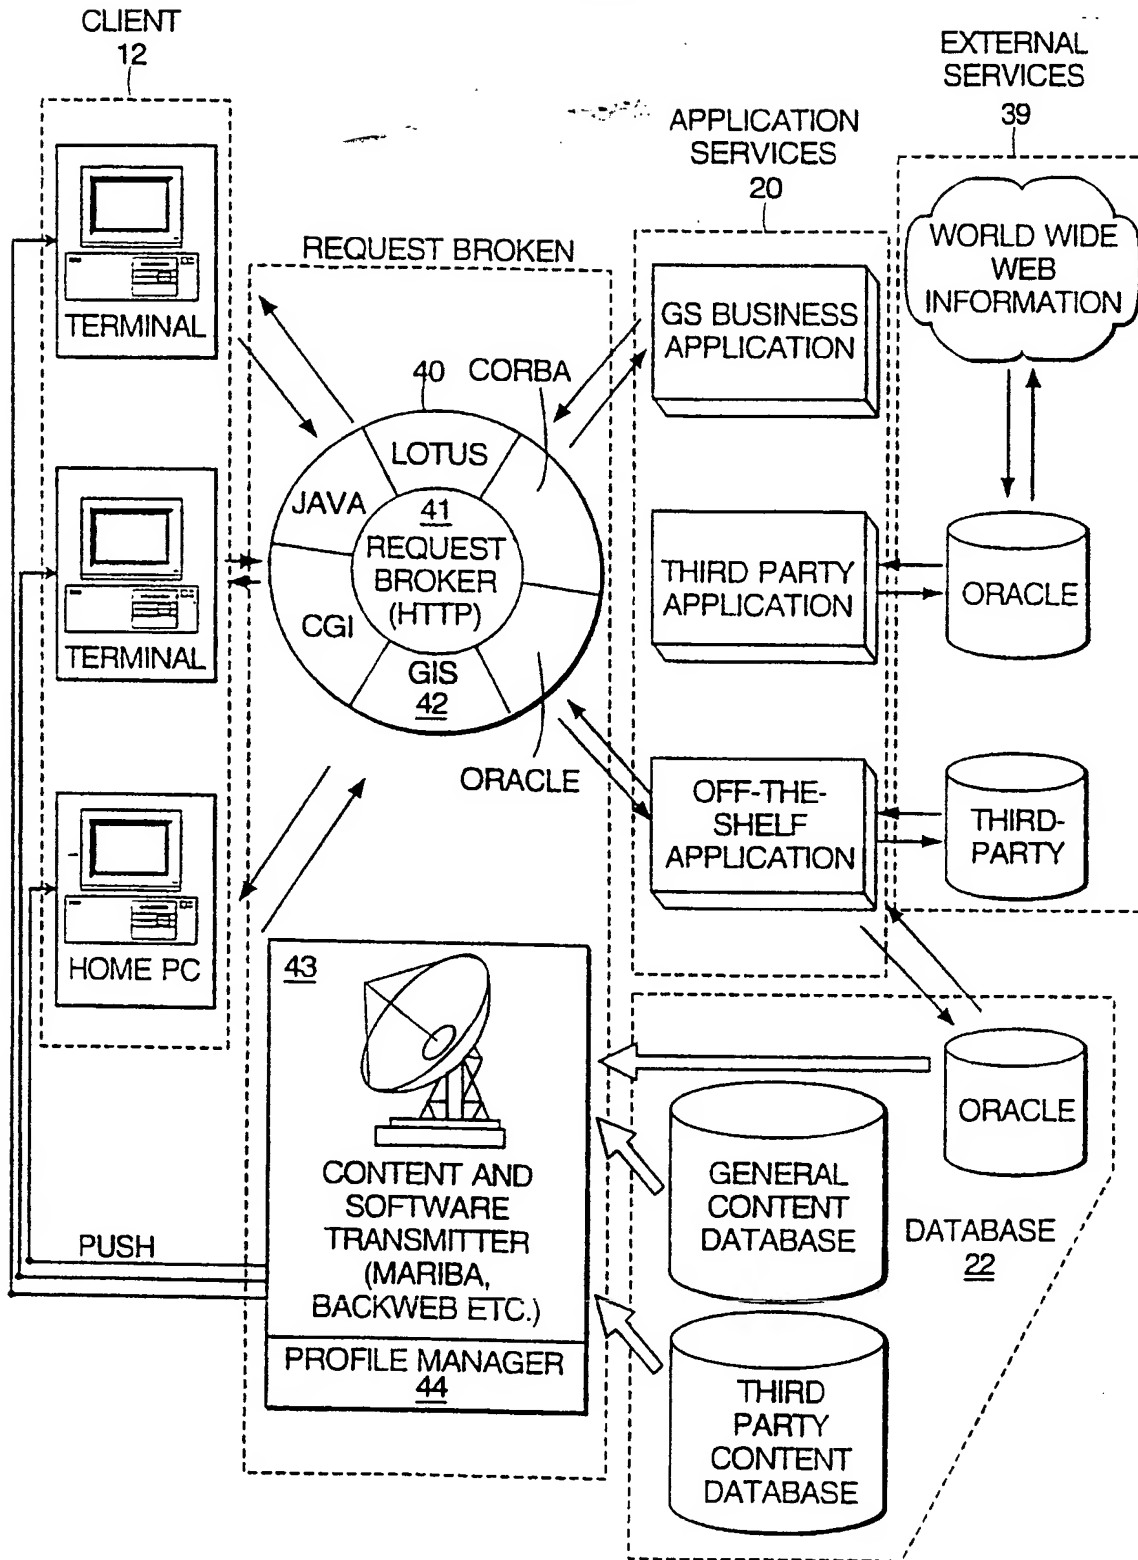 CLIENT
12
TERMINAL
TERMINAL
HOME PC
PUSH
REQUEST BROKEN
40
CORBA
LOTUS
JAVA
41
REQUEST
BROKER
(HTTP)
CGI
GIS
42
ORACLE
43
CONTENT AND
SOFTWARE
TRANSMITTER
(MARIBA,
BACKWEB ETC.)
PROFILE MANAGER
44
APPLICATION
SERVICES
20
GS BUSINESS
APPLICATION
THIRD PARTY
APPLICATION
OFF-THE-
SHELF
APPLICATION
EXTERNAL
SERVICES
39
WORLD WIDE
WEB
INFORMATION
ORACLE
THIRD-
PARTY
ORACLE
GENERAL
CONTENT
DATABASE
DATABASE
22
THIRD
PARTY
CONTENT
DATABASE